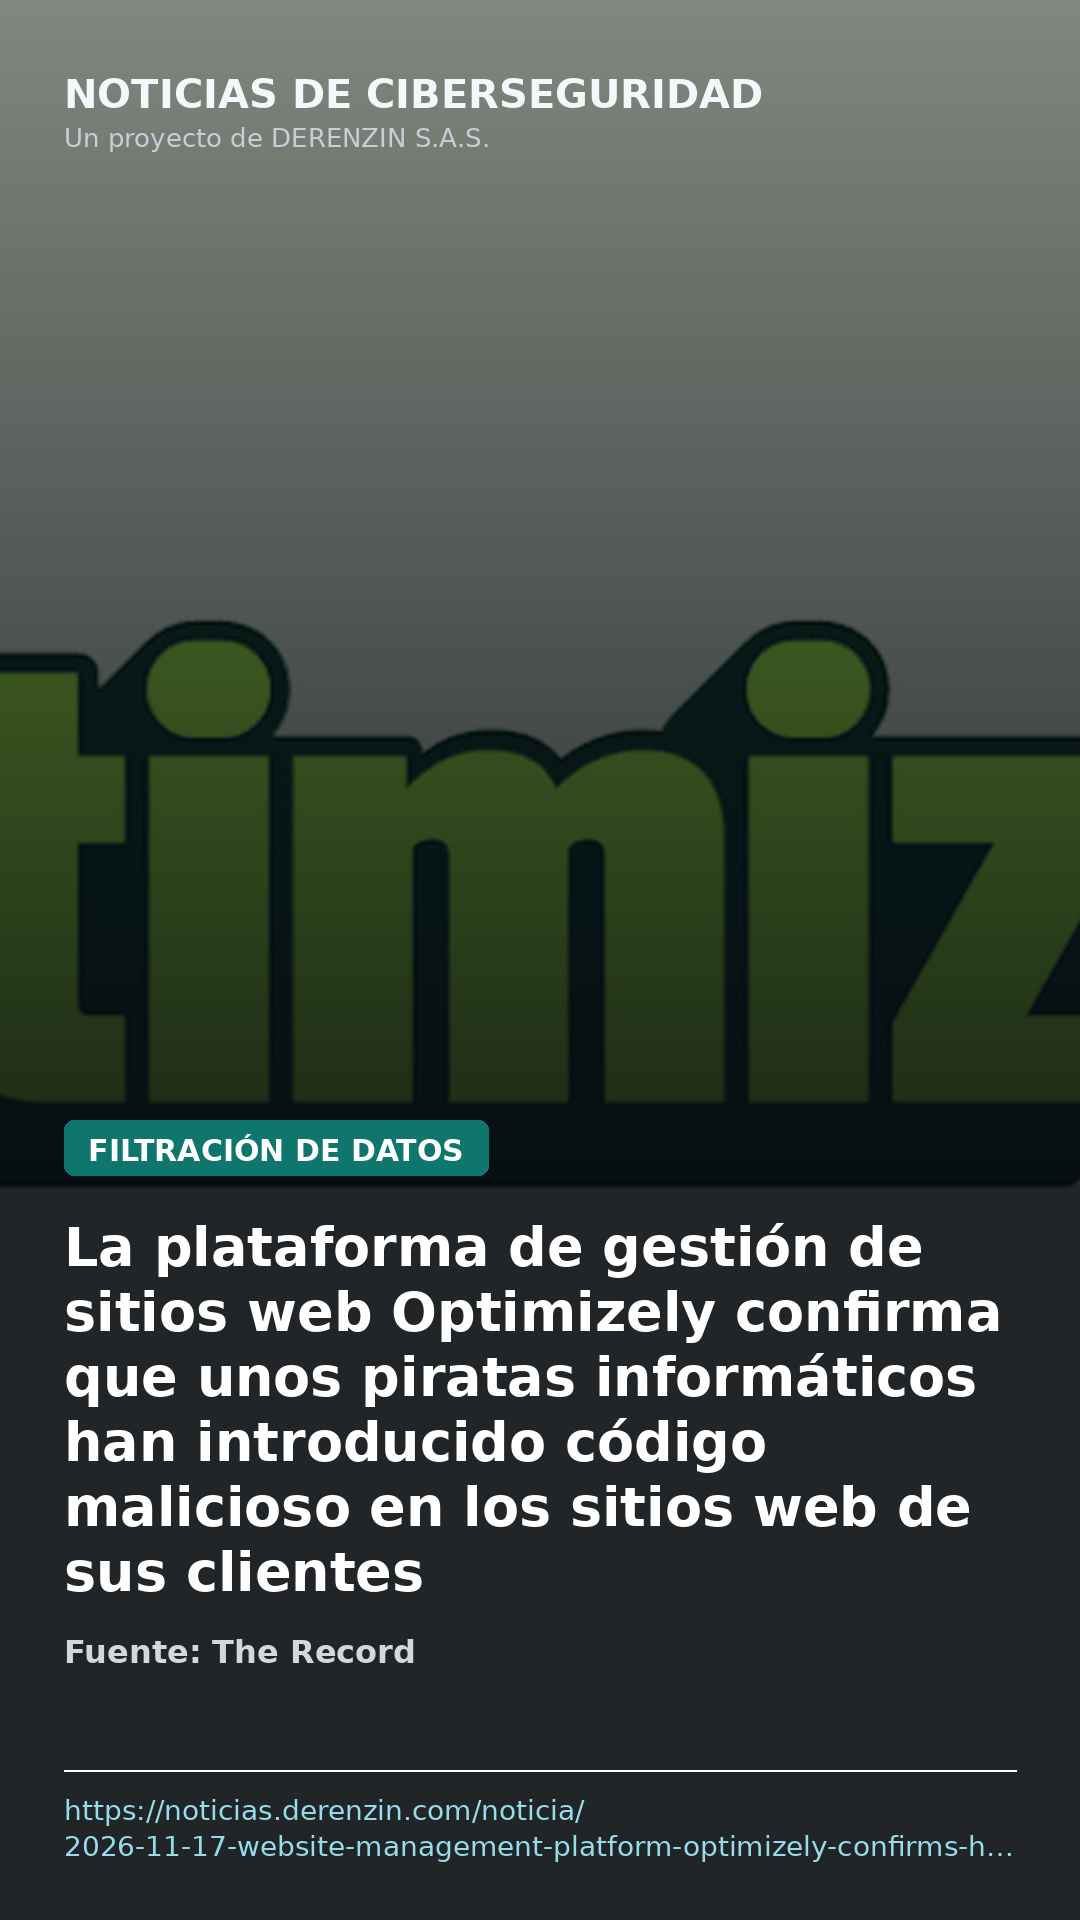 NOTICIAS DE CIBERSEGURIDAD
Un proyecto de DERENZIN S.A.S.
timiz
FILTRACIÓN DE DATOS
La plataforma de gestión de
sitios web Optimizely confirma
que unos piratas informáticos
han introducido código
malicioso en los sitios web de
sus clientes
Fuente: The Record
https://noticias.derenzin.com/noticia/
2026-11-17-website-management-platform-optimizely-confirms-h...